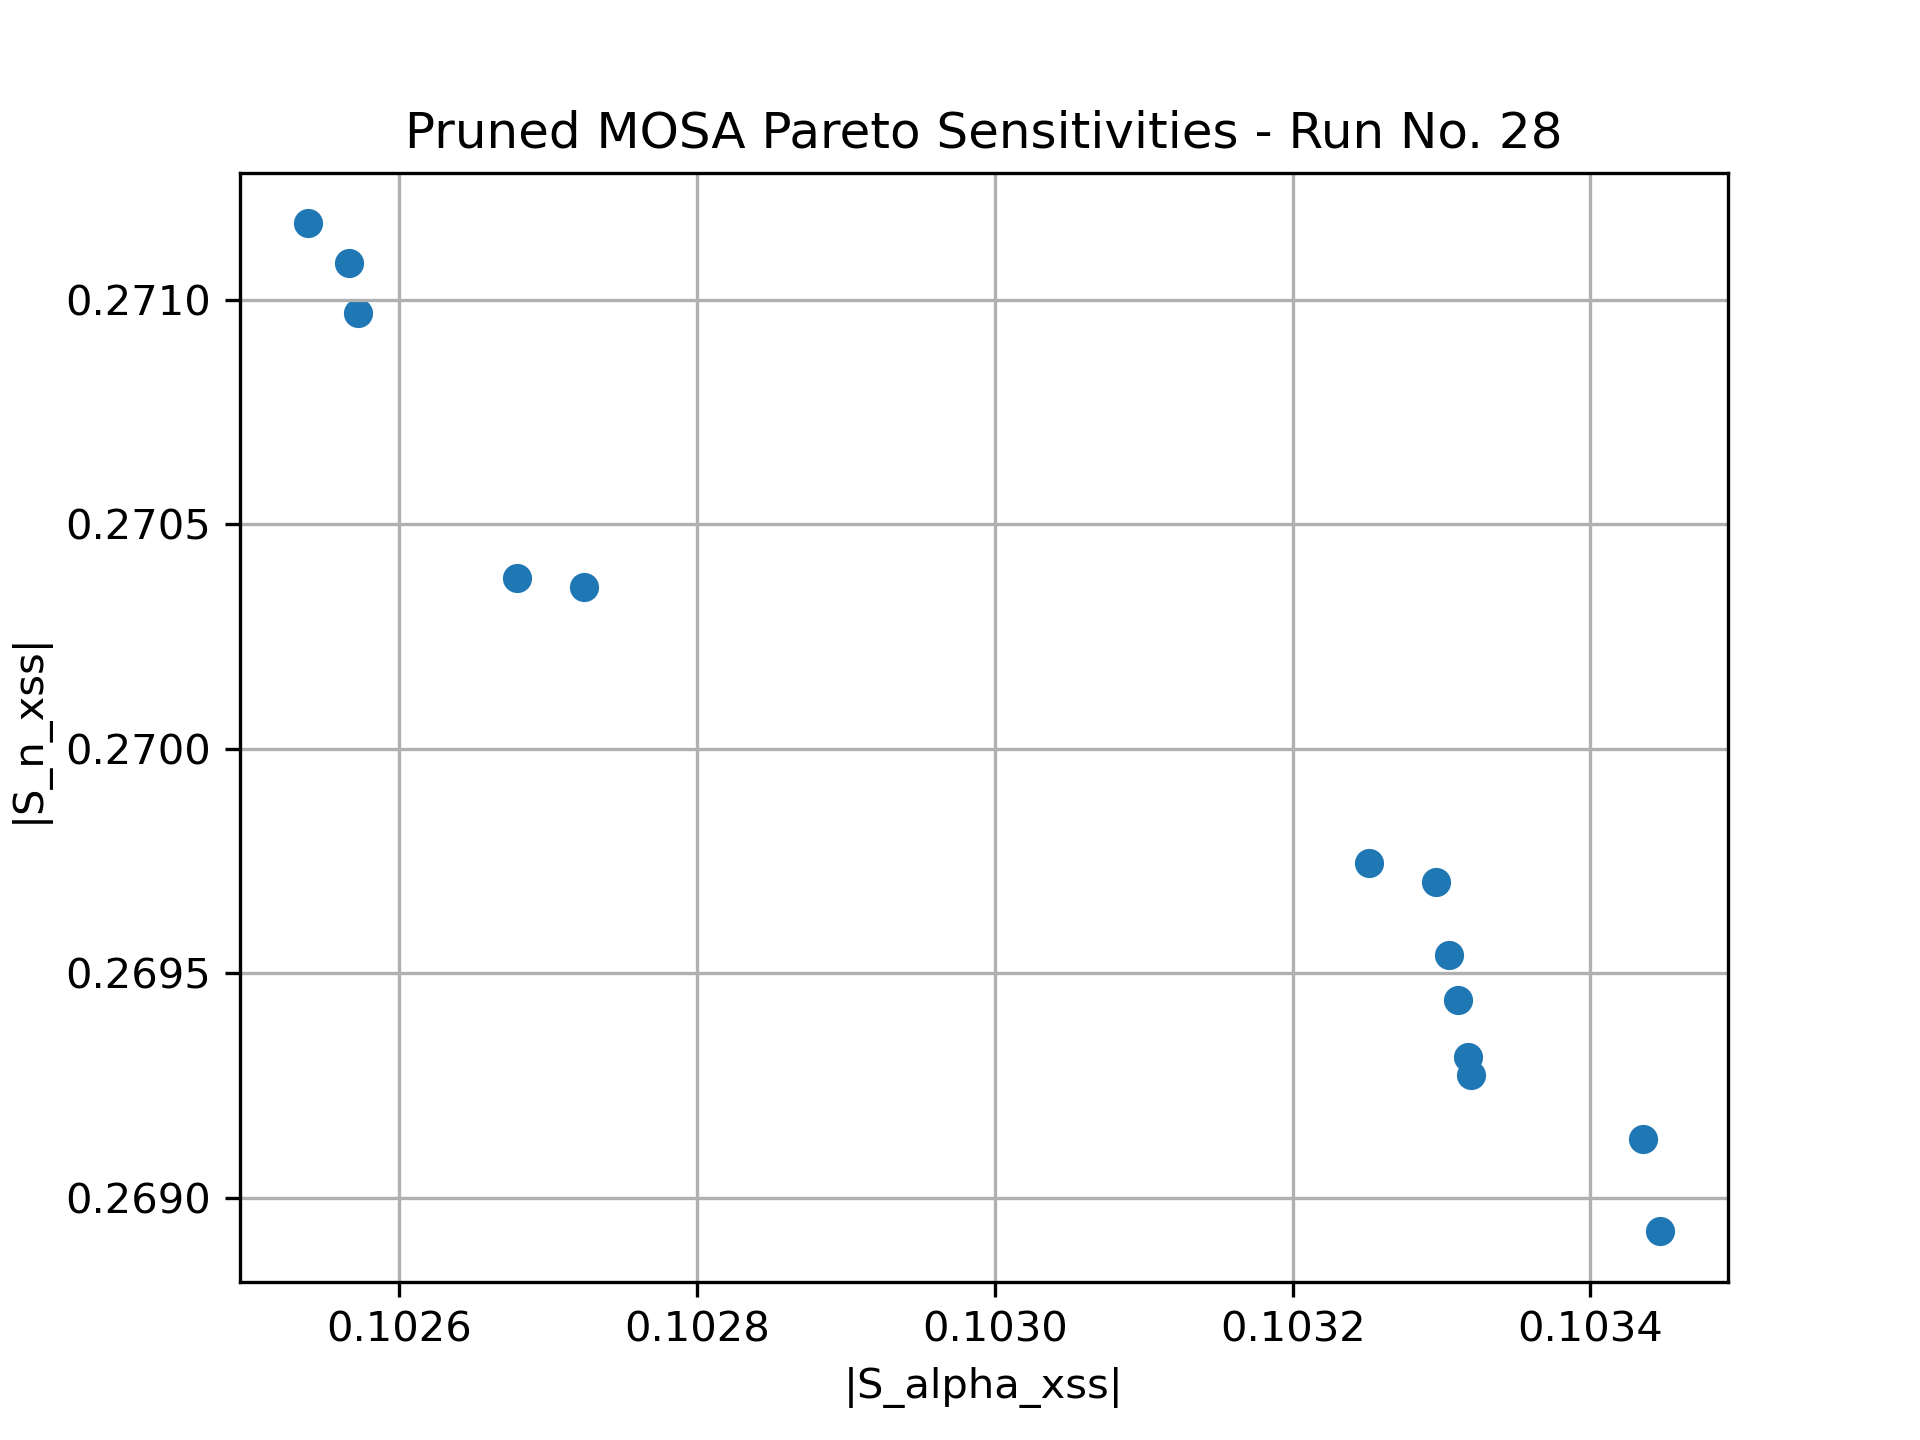 Pruned MOSA Pareto Sensitivities - Run No. 28
|S_n_xss|
0.2710
0.2705
0.2700
0.2695
0.2690
0.1026 0.1028 0.1030 0.1032 0.1034
|S_alpha_xss|